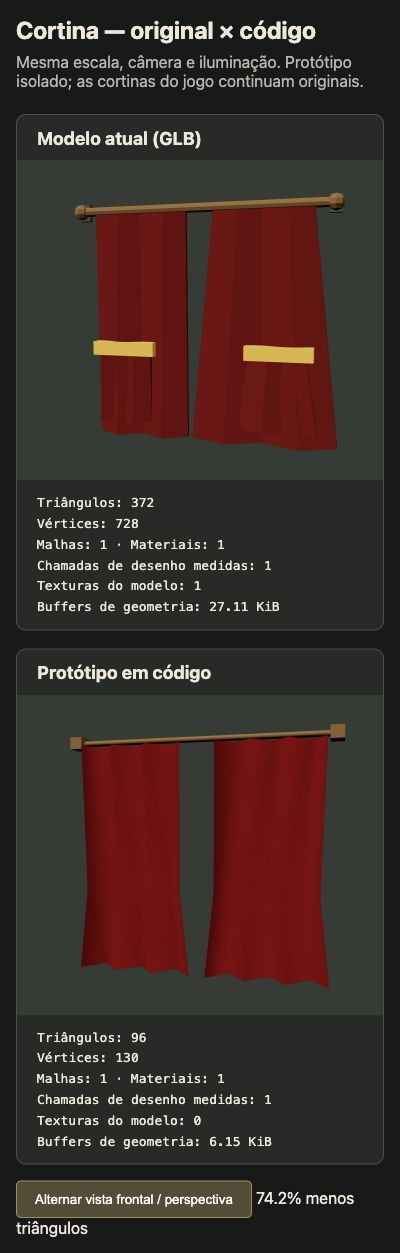 Cortina — original × código
Mesma escala, câmera e iluminação. Protótipo
isolado; as cortinas do jogo continuam originais.
Modelo atual (GLB)
Triângulos: 372
Vértices: 728
Malhas: 1 · Materiais: 1
Chamadas de desenho medidas: 1
Texturas do modelo: 1
Buffers de geometria: 27.11 KiB
Protótipo em código
Triângulos: 96
Vértices: 130
Malhas: 1 · Materiais: 1
Chamadas de desenho medidas: 1
Texturas do modelo: 0
Buffers de geometria: 6.15 KiB
Alternar vista frontal / perspectiva 74.2% menos
triângulos